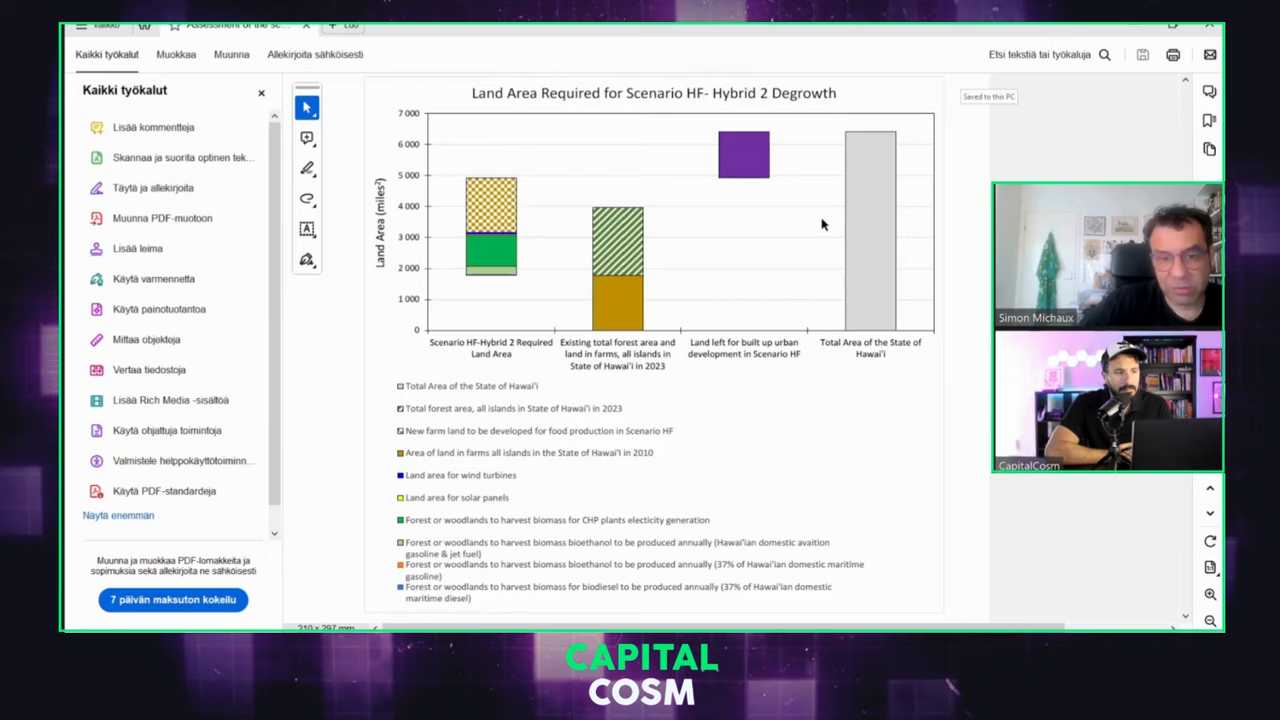 Kaikki työkalut
Muokkaa
Muunna
Allekirjoita sähköisesti
Etsi tekstiä tai työkaluja
Kaikki työkalut
Lisää kommentteja
Skannaa ja suorita optinen tek...
Täytä ja allekirjoita
Muunna PDF-muotoon
Lisää leima
Käytä varmennetta
Käytä painotuotantoa
Mittaa objekteja
Vertaa tiedostoja
Lisää Rich Media -sisältöä
Käytä ohjattuja toimintoja
Valmistele helppokäyttötoiminn...
Käytä PDF-standardeja
Näytä enemmän
Muunna ja muokkaa PDF-lomakkeita ja
sopimuksia sekä allekirjoita ne sähköisesti
7 päivän maksuton kokeilu
Saved to this PC
Land Area Required for Scenario HF- Hybrid 2 Degrowth
Land Area (miles²)
7 000
6 000
5 000
4 000
3 000
2 000
1 000
0
Scenario HF-Hybrid 2 Required
Land Area
Existing total forest area and
land in farms, all islands in
State of Hawai'i in 2023
Land left for built up urban
development in Scenario HF
Total Area of the State of
Hawai'i
Total Area of the State of Hawai'i
Total forest area, all islands in State of Hawai'i in 2023
New farm land to be developed for food production in Scenario HF
Area of land in farms all islands in the State of Hawai'i in 2010
Land area for wind turbines
Land area for solar panels
Forest or woodlands to harvest biomass for CHP plants electicity generation
Forest or woodlands to harvest biomass bioethanol to be produced annually (Hawai'ian domestic avaition
gasoline & jet fuel)
Forest or woodlands to harvest biomass bioethanol to be produced annually (37% of Hawai'ian domestic maritime
gasoline)
Forest or woodlands to harvest biomass for biodiesel to be produced annually (37% of Hawai'ian domestic
maritime diesel)
Simon Michaux
CapitalCosm
CAPITAL
COSM